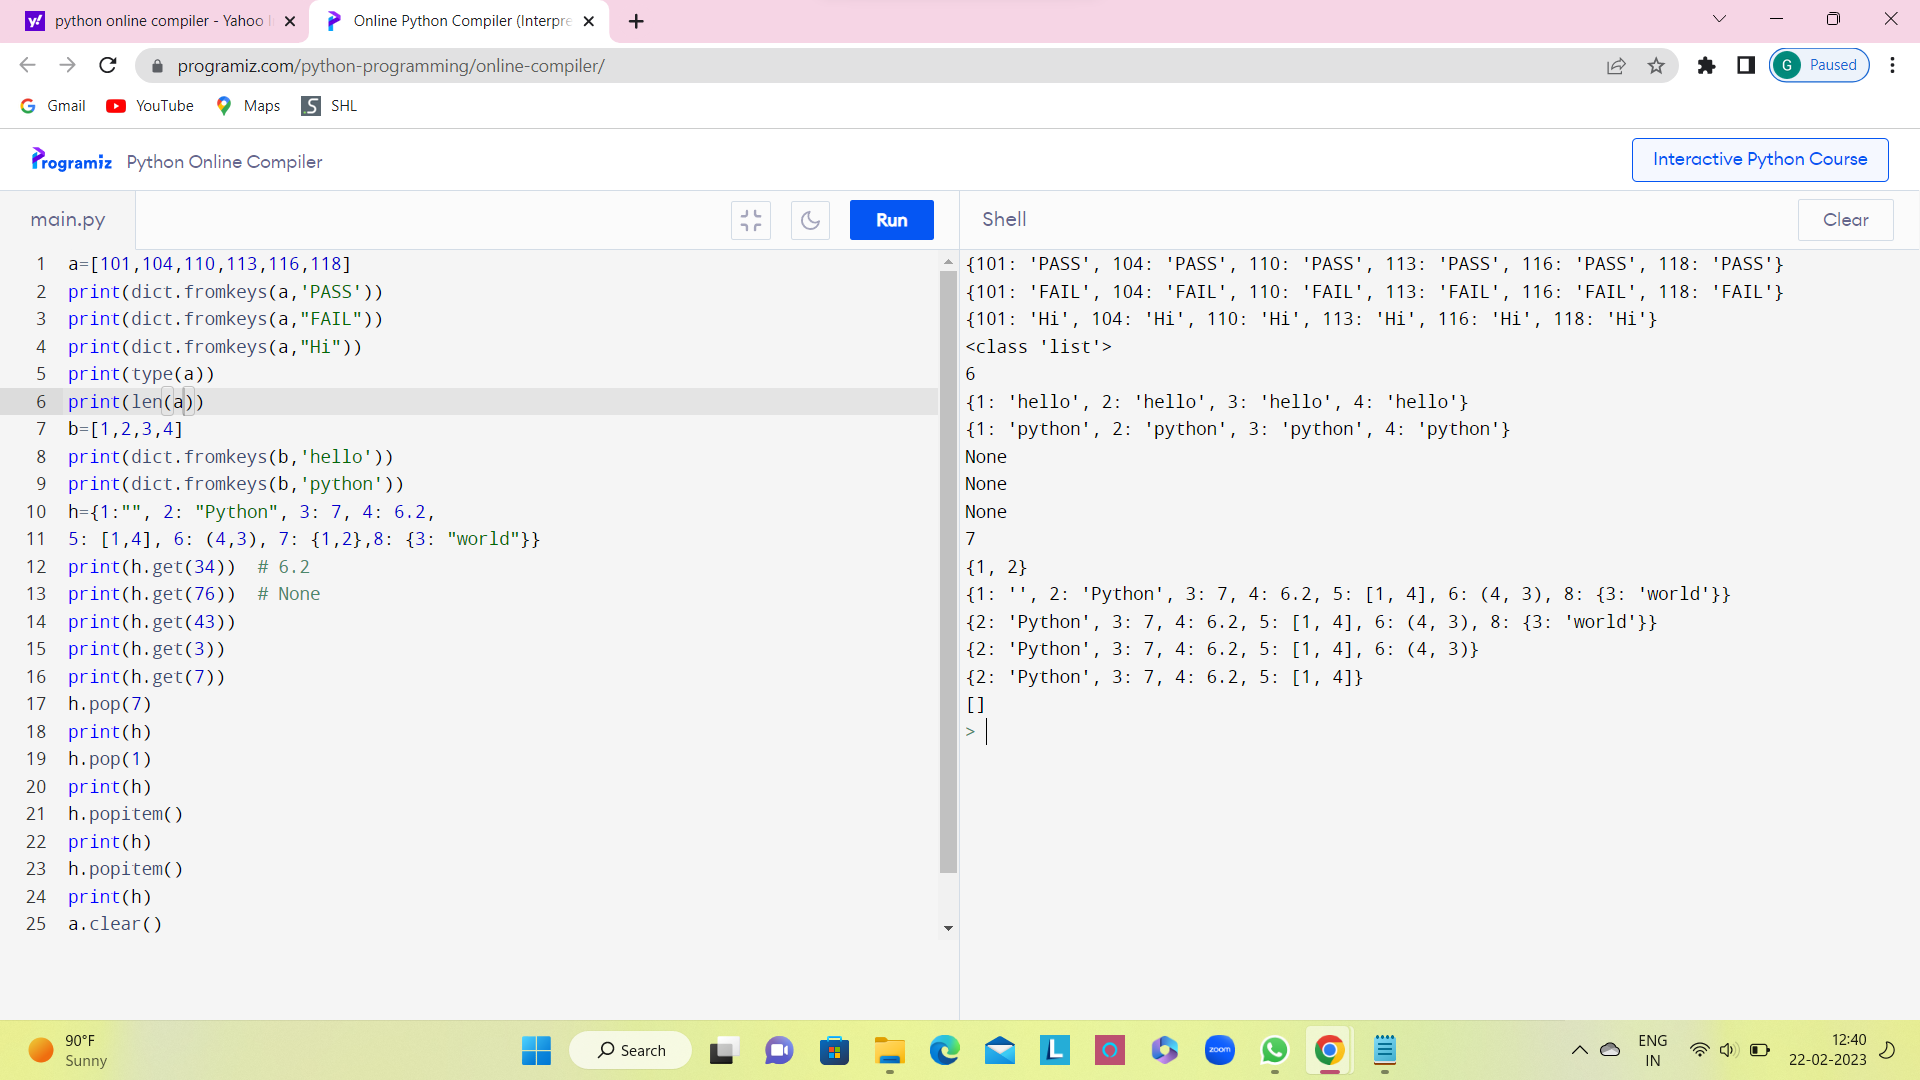 python online compiler - Yahoo
Online Python Compiler (Interpre
programiz.com/python-programming/online-compiler/
G Paused
Gmail YouTube Maps SHL
Programiz Python Online Compiler
Interactive Python Course
main.py
Run
Shell
Clear
1 a=[101,104,110,113,116,118]
2 print(dict.fromkeys(a,'PASS'))
3 print(dict.fromkeys(a,"FAIL"))
4 print(dict.fromkeys(a,"Hi"))
5 print(type(a))
6 print(len(a))
7 b=[1,2,3,4]
8 print(dict.fromkeys(b,'hello'))
9 print(dict.fromkeys(b,'python'))
10 h={1:"", 2: "Python", 3: 7, 4: 6.2,
11 5: [1,4], 6: (4,3), 7: {1,2},8: {3: "world"}}
12 print(h.get(34))  # 6.2
13 print(h.get(76))  # None
14 print(h.get(43))
15 print(h.get(3))
16 print(h.get(7))
17 h.pop(7)
18 print(h)
19 h.pop(1)
20 print(h)
21 h.popitem()
22 print(h)
23 h.popitem()
24 print(h)
25 a.clear()
{101: 'PASS', 104: 'PASS', 110: 'PASS', 113: 'PASS', 116: 'PASS', 118: 'PASS'}
{101: 'FAIL', 104: 'FAIL', 110: 'FAIL', 113: 'FAIL', 116: 'FAIL', 118: 'FAIL'}
{101: 'Hi', 104: 'Hi', 110: 'Hi', 113: 'Hi', 116: 'Hi', 118: 'Hi'}
<class 'list'>
6
{1: 'hello', 2: 'hello', 3: 'hello', 4: 'hello'}
{1: 'python', 2: 'python', 3: 'python', 4: 'python'}
None
None
None
7
{1, 2}
{1: '', 2: 'Python', 3: 7, 4: 6.2, 5: [1, 4], 6: (4, 3), 8: {3: 'world'}}
{2: 'Python', 3: 7, 4: 6.2, 5: [1, 4], 6: (4, 3), 8: {3: 'world'}}
{2: 'Python', 3: 7, 4: 6.2, 5: [1, 4], 6: (4, 3)}
{2: 'Python', 3: 7, 4: 6.2, 5: [1, 4]}
[]
>
90°F
Sunny
Search
zoom
ENG
IN
12:40
22-02-2023